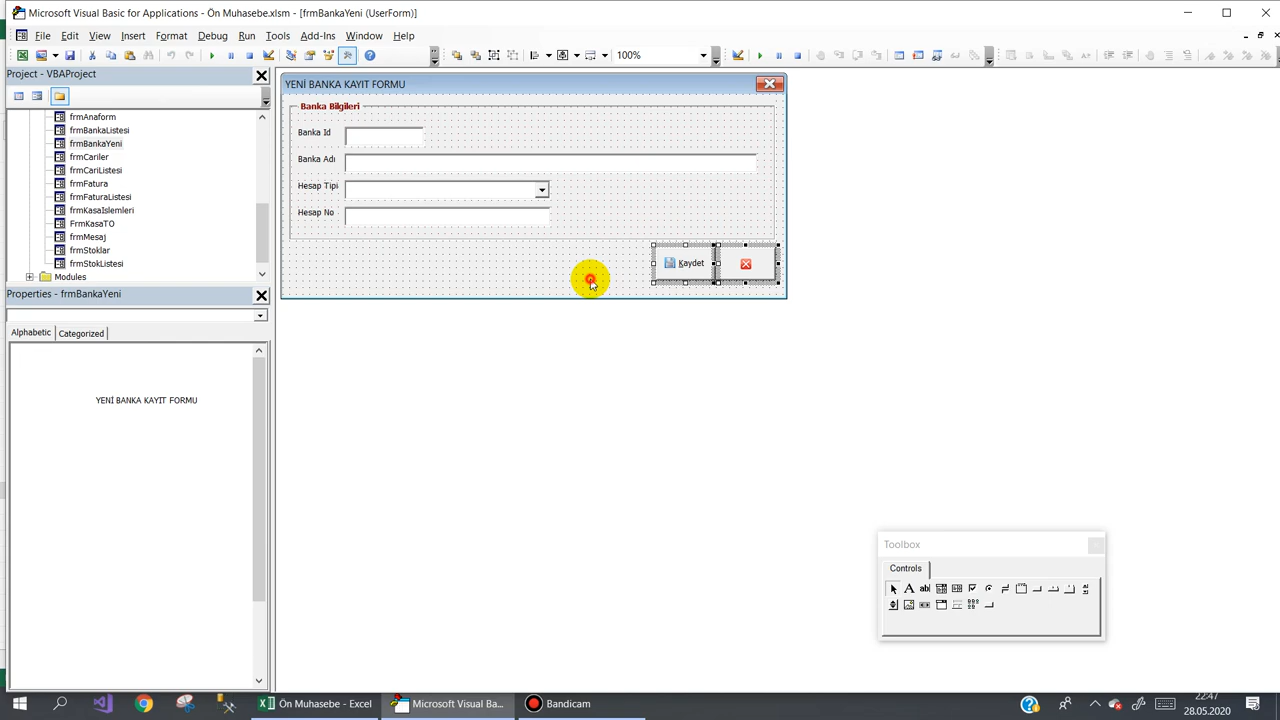 Microsoft Visual Basic for Applications - Ön Muhasebe.xlsm - [frmBankaYeni (UserForm)]
File Edit View Insert Format Debug Run Tools Add-Ins Window Help
100%
Project - VBAProject
frmAnaform
frmBankaListesi
frmBankaYeni
frmCariler
frmCariListesi
frmFatura
frmFaturaListesi
frmKasaIslemleri
FrmKasaTO
frmMesaj
frmStoklar
frmStokListesi
Modules
Properties - frmBankaYeni
Alphabetic Categorized
YENİ BANKA KAYIT FORMU
YENİ BANKA KAYIT FORMU
Banka Bilgileri
Banka Id
Banka Adı
Hesap Tipi
Hesap No
Kaydet
Toolbox
Controls
Ön Muhasebe - Excel
Microsoft Visual Ba...
Bandicam
22:47
28.05.2020